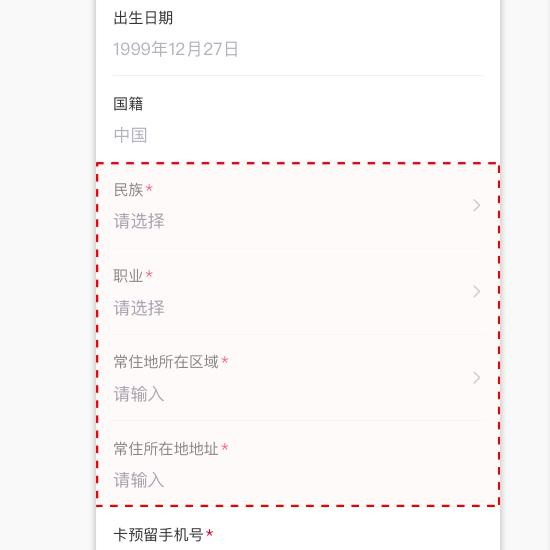 出生日期
1999年12月27日
国籍
中国
民族*
请选择
职业*
请选择
常住地所在区域*
请输入
常住所在地地址*
请输入
卡预留手机号*